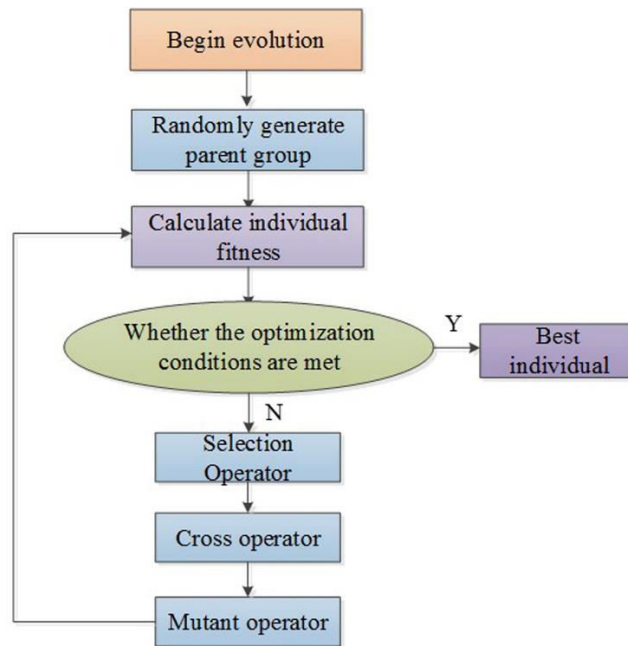 Begin evolution
Randomly generate
parent group
Calculate individual
fitness
Whether the optimization
conditions are met
Y
Best
individual
N
Selection
Operator
Cross operator
Mutant operator